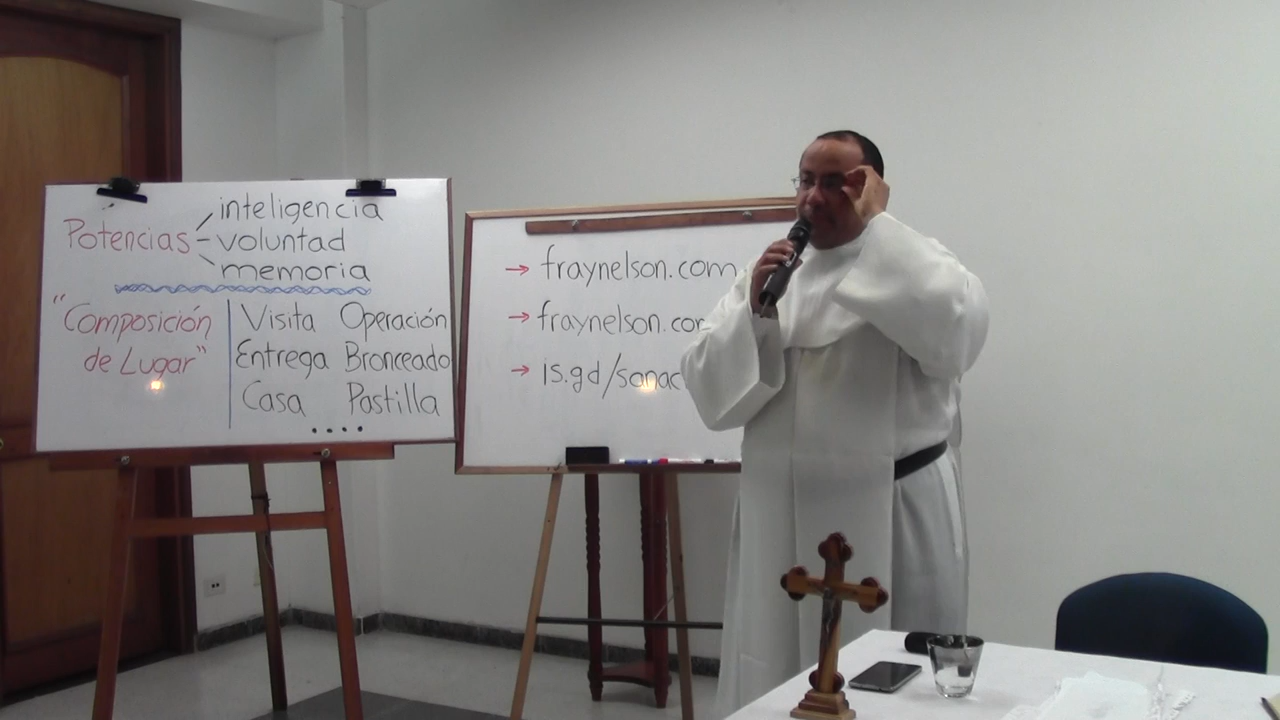 Potencias
inteligencia
voluntad
memoria
"Composición
de Lugar"
Visita Operación
Entrega Bronceado
Casa Pastilla
....
→ fraynelson.com
→ fraynelson.com
→ is.gd/sanac